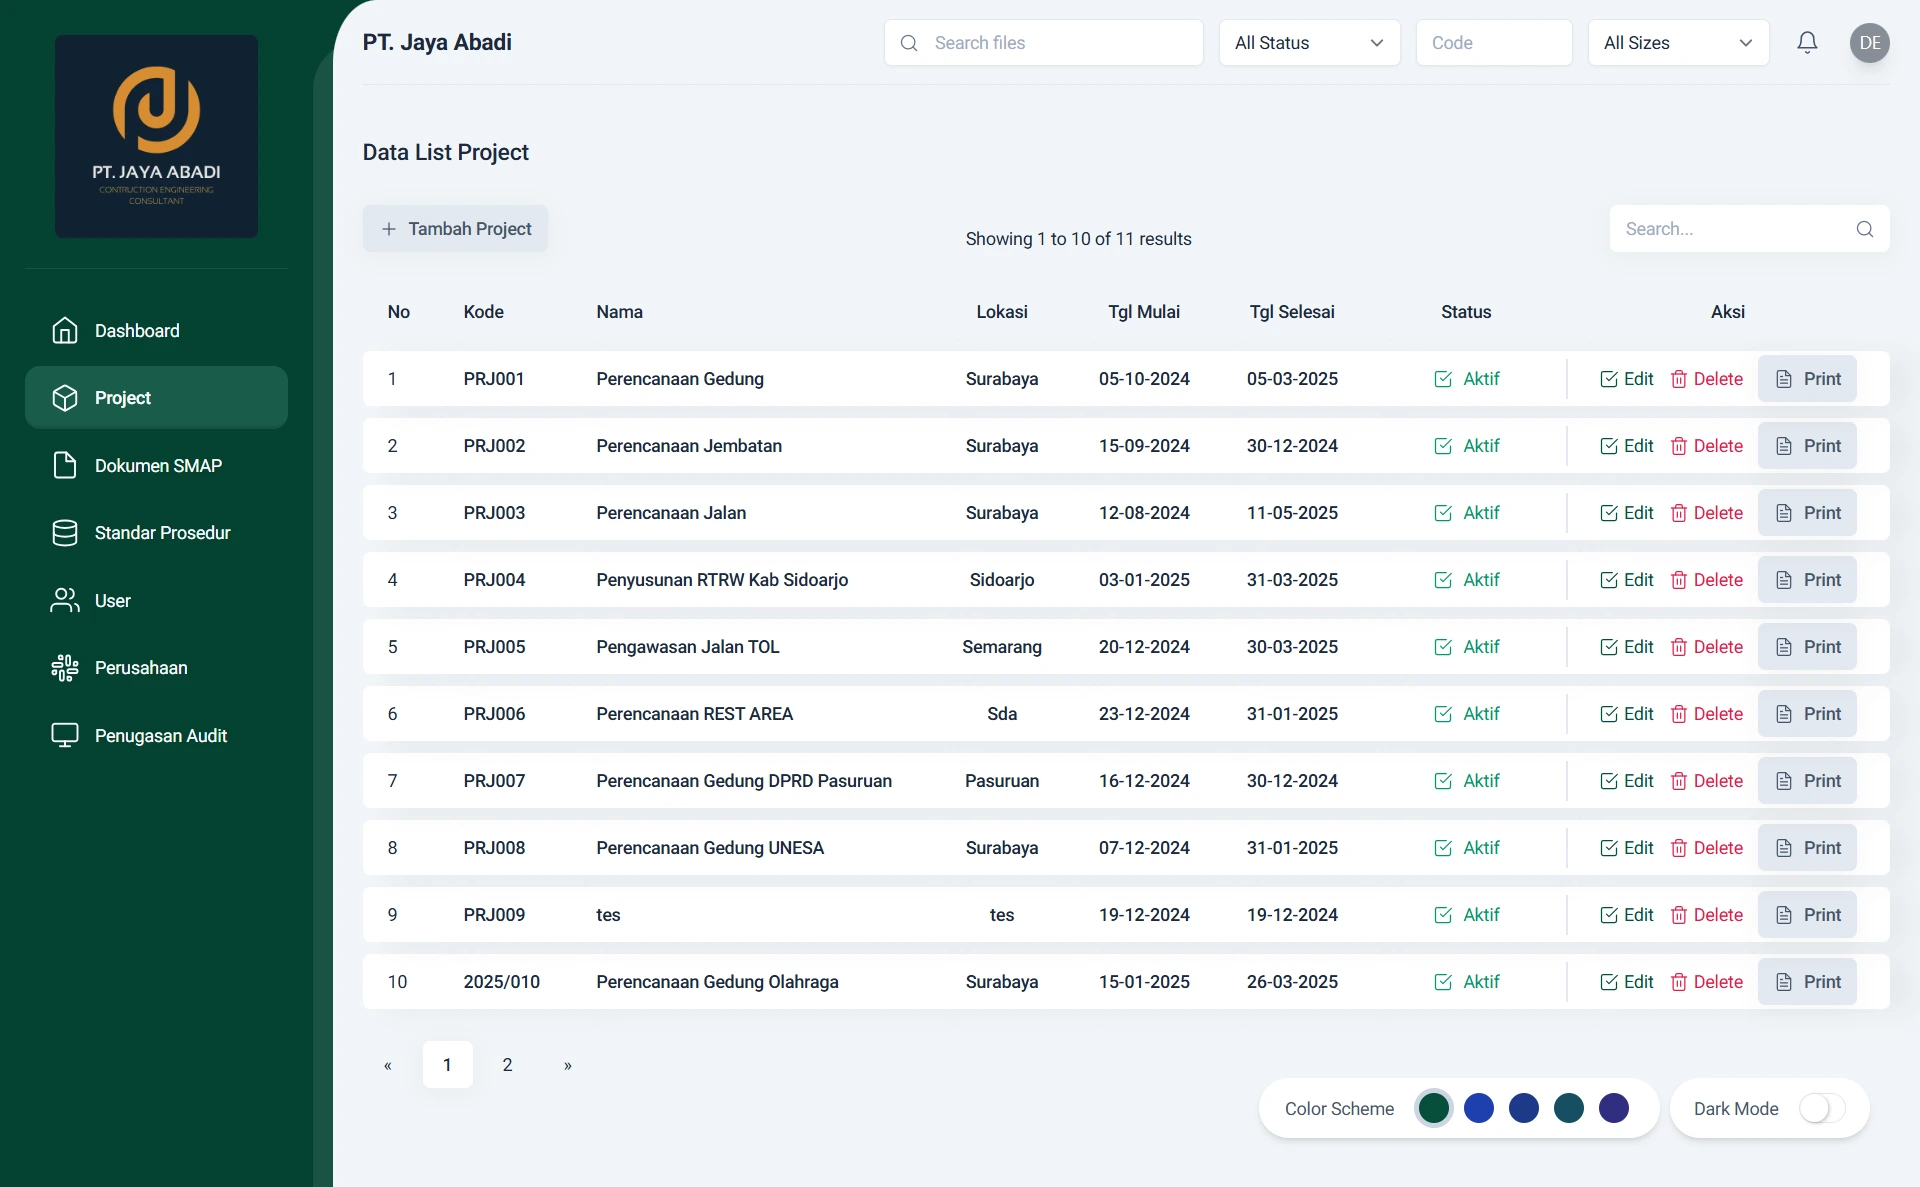 PT. JAYA ABADI
CONTRUCTION ENGINEERING
CONSULTANT
Dashboard
Project
Dokumen SMAP
Standar Prosedur
User
Perusahaan
Penugasan Audit
PT. Jaya Abadi Search files All Status Code All Sizes DE
Data List Project
+ Tambah Project Showing 1 to 10 of 11 results Search...
No Kode Nama Lokasi Tgl Mulai Tgl Selesai Status Aksi
1 PRJ001 Perencanaan Gedung Surabaya 05-10-2024 05-03-2025 Aktif Edit Delete Print
2 PRJ002 Perencanaan Jembatan Surabaya 15-09-2024 30-12-2024 Aktif Edit Delete Print
3 PRJ003 Perencanaan Jalan Surabaya 12-08-2024 11-05-2025 Aktif Edit Delete Print
4 PRJ004 Penyusunan RTRW Kab Sidoarjo Sidoarjo 03-01-2025 31-03-2025 Aktif Edit Delete Print
5 PRJ005 Pengawasan Jalan TOL Semarang 20-12-2024 30-03-2025 Aktif Edit Delete Print
6 PRJ006 Perencanaan REST AREA Sda 23-12-2024 31-01-2025 Aktif Edit Delete Print
7 PRJ007 Perencanaan Gedung DPRD Pasuruan Pasuruan 16-12-2024 30-12-2024 Aktif Edit Delete Print
8 PRJ008 Perencanaan Gedung UNESA Surabaya 07-12-2024 31-01-2025 Aktif Edit Delete Print
9 PRJ009 tes tes 19-12-2024 19-12-2024 Aktif Edit Delete Print
10 2025/010 Perencanaan Gedung Olahraga Surabaya 15-01-2025 26-03-2025 Aktif Edit Delete Print
« 1 2 »
Color Scheme Dark Mode